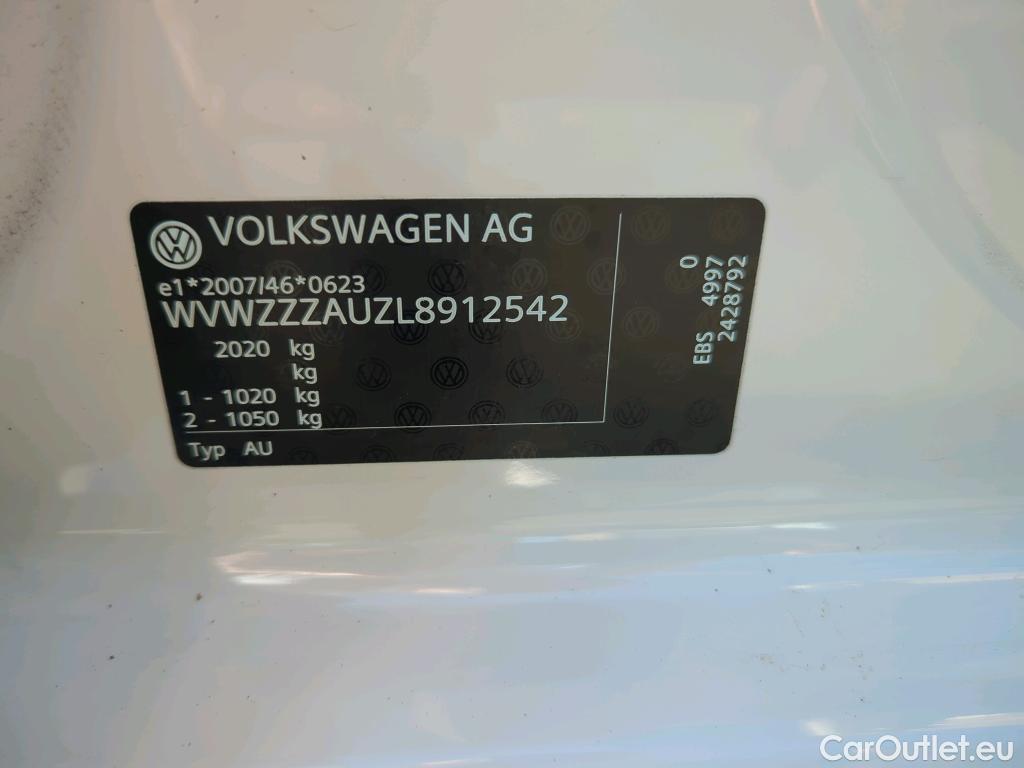 VOLKSWAGEN AG
e1*2007/46*0623
WVWZZZAUZL8912542
2020 kg
kg
1 - 1020 kg
2 - 1050 kg
Typ AU
0
EBS 4997
2428792
CarOutlet.eu